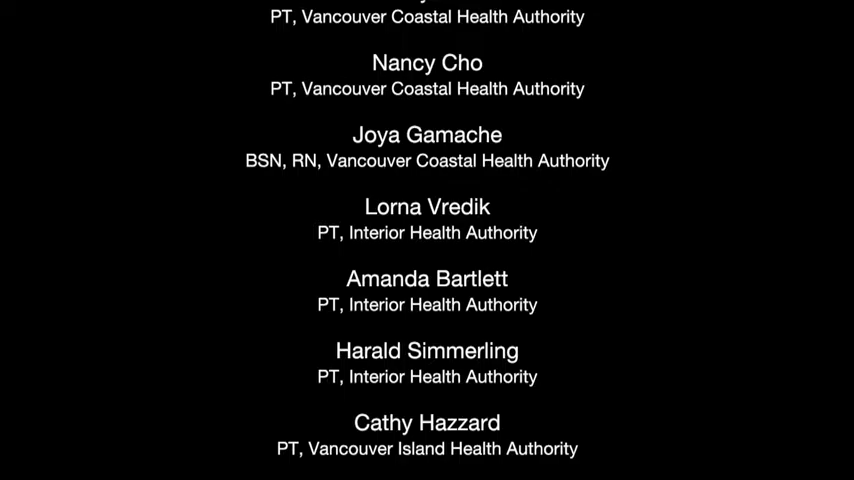 PT, Vancouver Coastal Health Authority
Nancy Cho
PT, Vancouver Coastal Health Authority
Joya Gamache
BSN, RN, Vancouver Coastal Health Authority
Lorna Vredik
PT, Interior Health Authority
Amanda Bartlett
PT, Interior Health Authority
Harald Simmerling
PT, Interior Health Authority
Cathy Hazzard
PT, Vancouver Island Health Authority